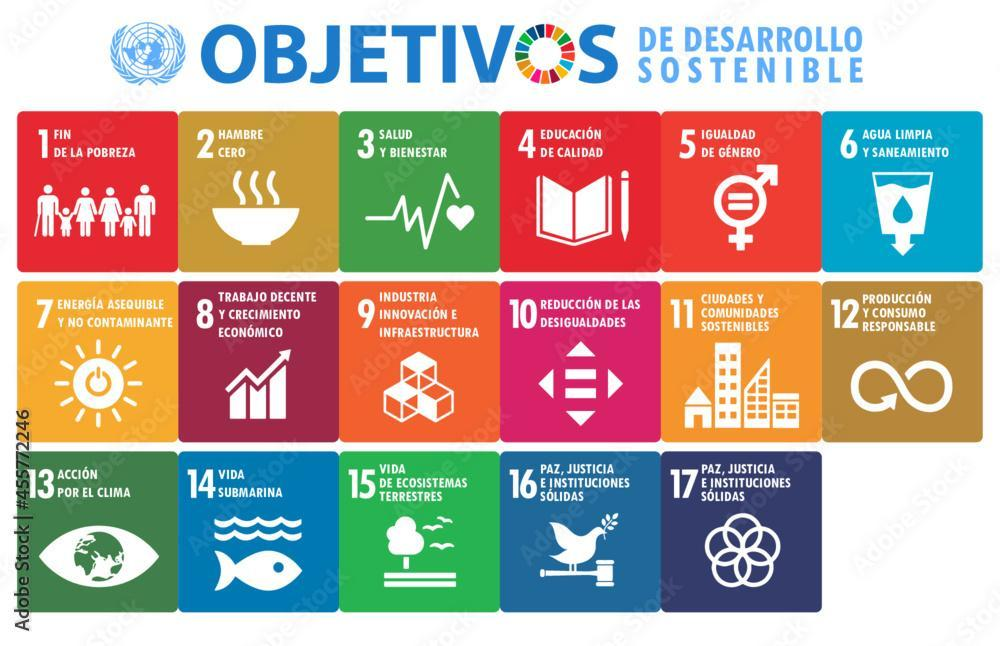 OBJETIVOS DE DESARROLLO
SOSTENIBLE
1 FIN
DE LA POBREZA
2 HAMBRE
CERO
3 SALUD
Y BIENESTAR
4 EDUCACIÓN
DE CALIDAD
5 IGUALDAD
DE GÉNERO
6 AGUA LIMPIA
Y SANEAMIENTO
7 ENERGÍA ASEQUIBLE
Y NO CONTAMINANTE
8 TRABAJO DECENTE
Y CRECIMIENTO
ECONÓMICO
9 INDUSTRIA
INNOVACIÓN E
INFRAESTRUCTURA
10 REDUCCIÓN DE LAS
DESIGUALDADES
11 CIUDADES Y
COMUNIDADES
SOSTENIBLES
12 PRODUCCIÓN
Y CONSUMO
RESPONSABLE
13 ACCIÓN
POR EL CLIMA
14 VIDA
SUBMARINA
15 VIDA
DE ECOSISTEMAS
TERRESTRES
16 PAZ, JUSTICIA
E INSTITUCIONES
SÓLIDAS
17 PAZ, JUSTICIA
E INSTITUCIONES
SÓLIDAS
Adobe Stock | #455772246